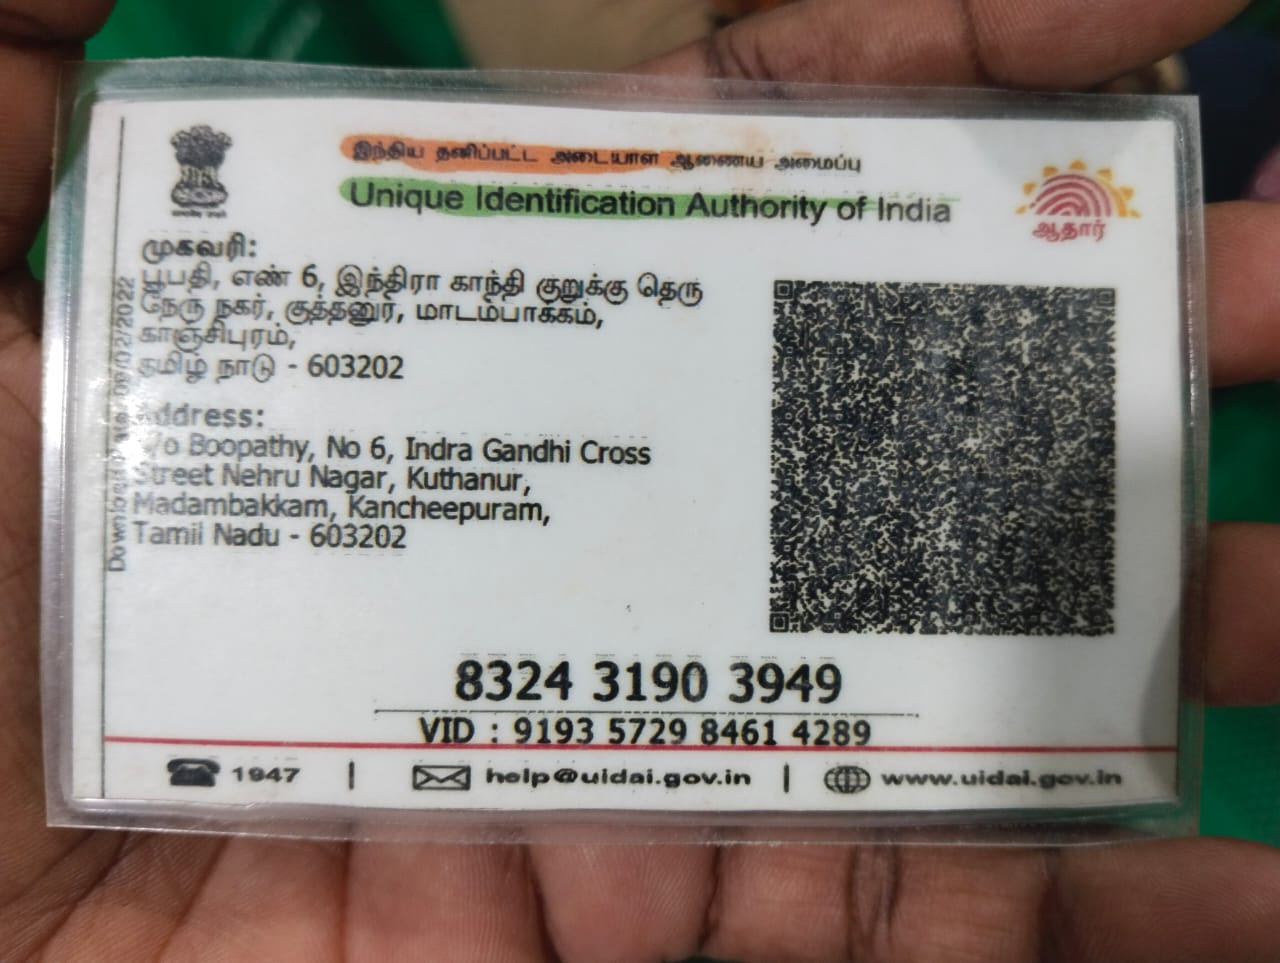 இந்திய தனிப்பட்ட அடையாள ஆணைய அமைப்பு
Unique Identification Authority of India
ஆதார்
முகவரி:
பூபதி, எண் 6, இந்திரா காந்தி குறுக்கு தெரு
நேரு நகர், குத்தனூர், மாடம்பாக்கம்,
காஞ்சிபுரம்,
தமிழ் நாடு - 603202
Address:
Boopathy, No 6, Indra Gandhi Cross
Street Nehru Nagar, Kuthanur,
Madambakkam, Kancheepuram,
Tamil Nadu - 603202
8324 3190 3949
VID : 9193 5729 8461 4289
1947 | help@uidai.gov.in | www.uidai.gov.in